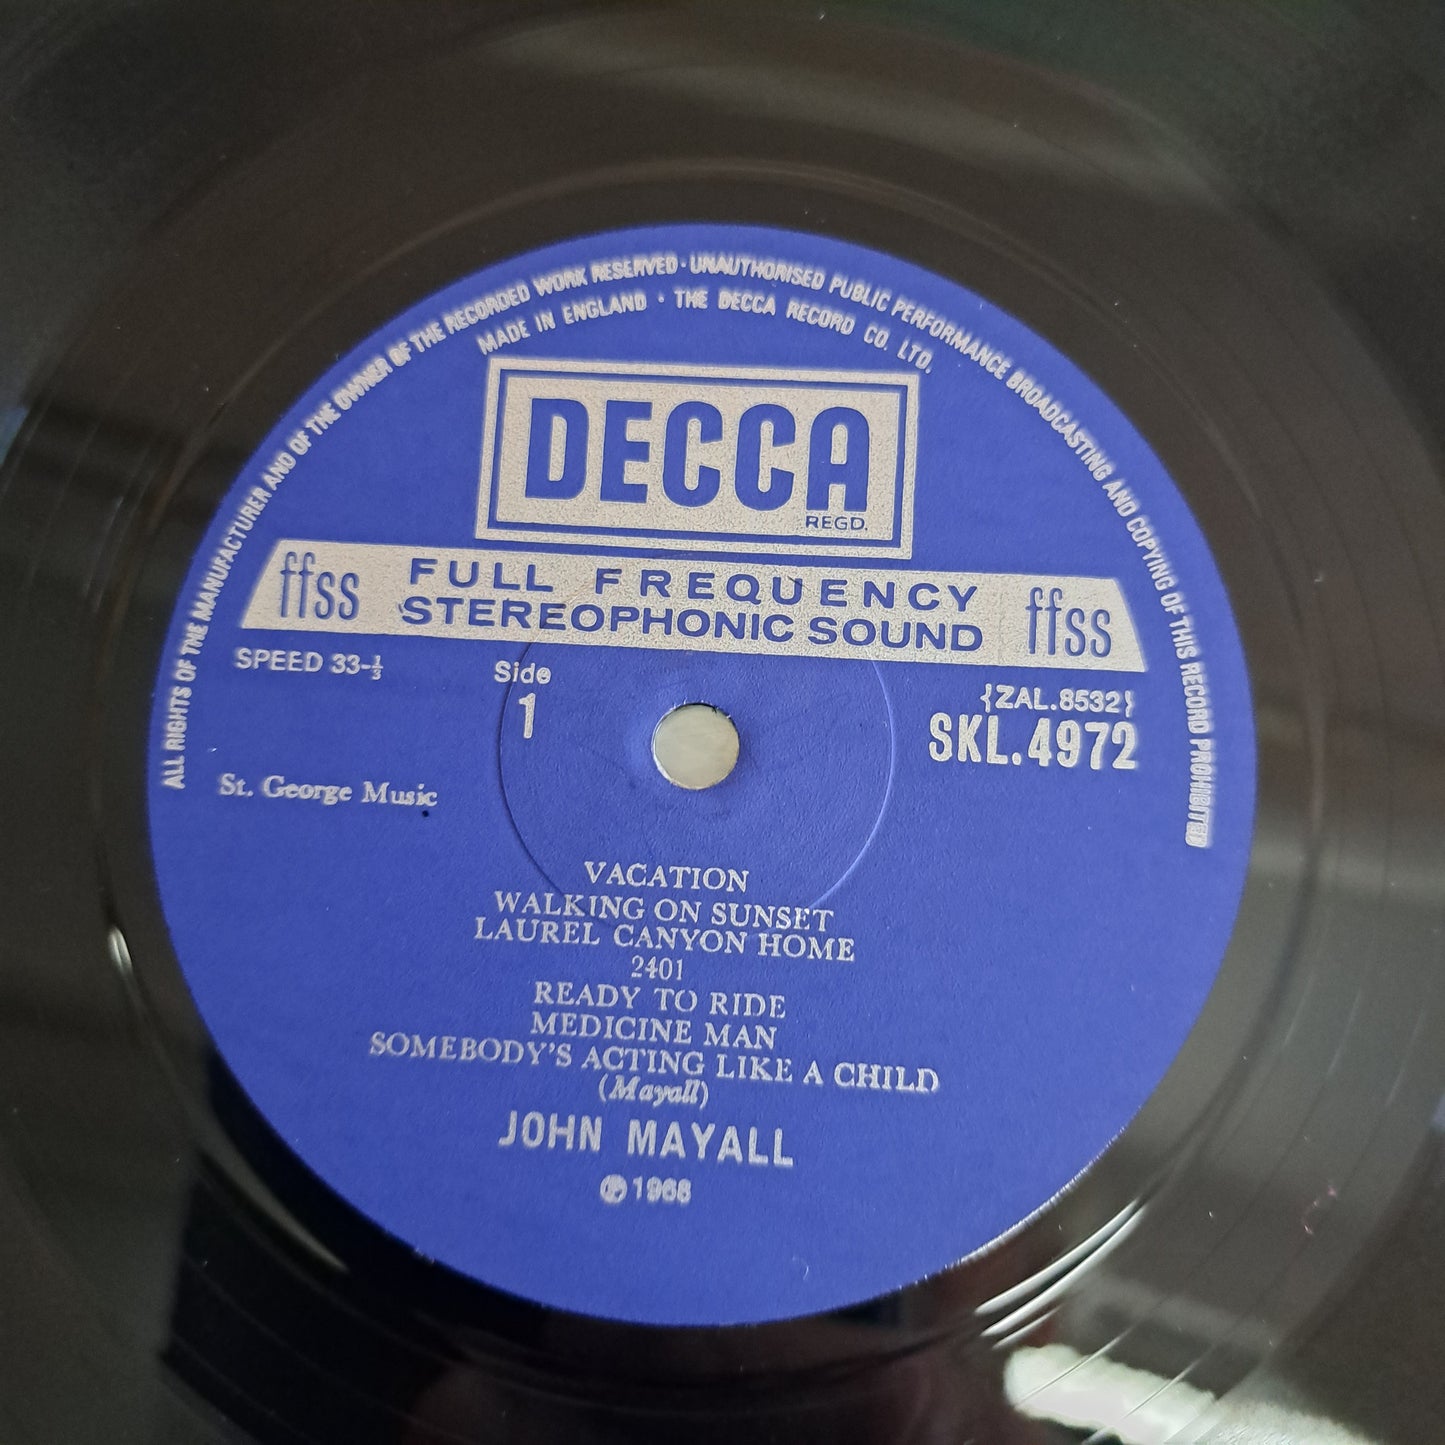 ALL RIGHTS OF THE MANUFACTURER AND OF THE OWNER OF THE RECORDED WORK RESERVED · UNAUTHORISED PUBLIC PERFORMANCE BROADCASTING AND COPYING OF THIS RECORD PROHIBITED
MADE IN ENGLAND · THE DECCA RECORD CO. LTD.
DECCA
REGD.
ffss FULL FREQUENCY ffss
STEREOPHONIC SOUND
SPEED 33-⅓
Side
1
{ZAL.8532}
SKL.4972
St. George Music
VACATION
WALKING ON SUNSET
LAUREL CANYON HOME
2401
READY TO RIDE
MEDICINE MAN
SOMEBODY'S ACTING LIKE A CHILD
(Mayall)
JOHN MAYALL
℗ 1968